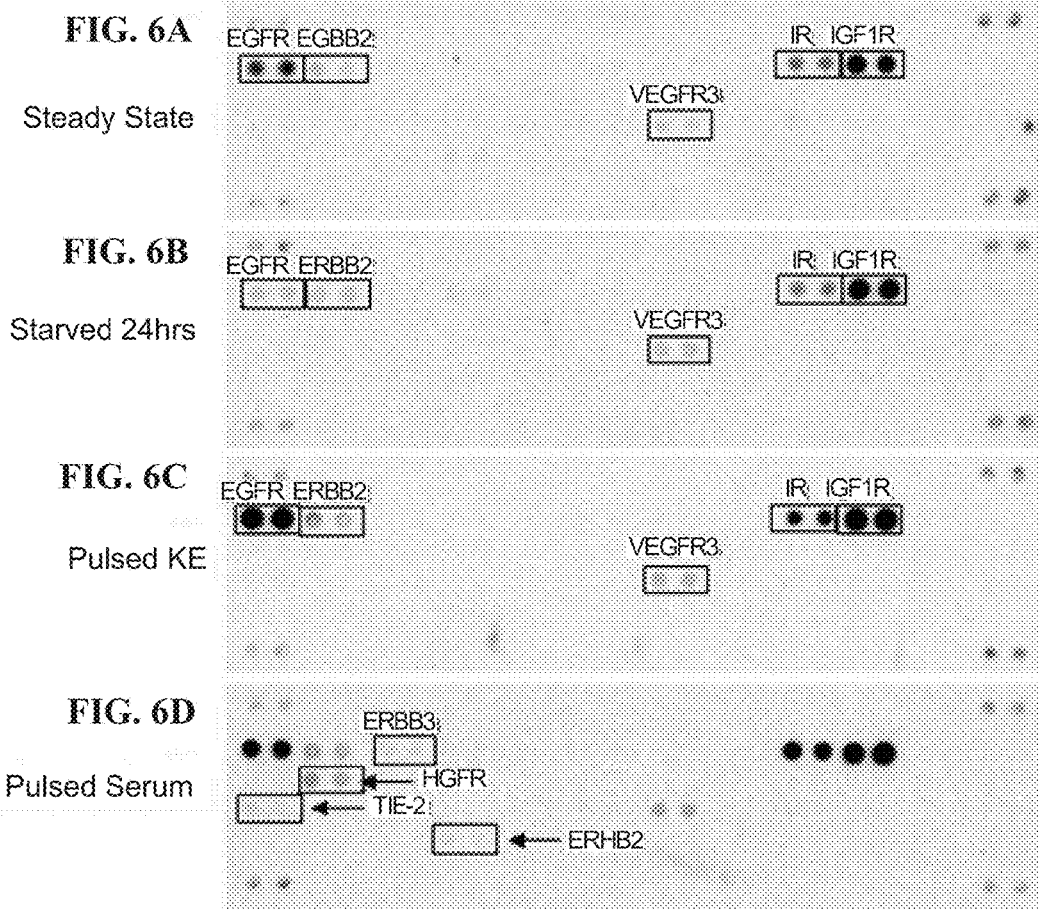 FIG. 6A
EGFR EGBB2
IR IGF1R
Steady State
VEGFR3
FIG. 6B
EGFR ERBB2
IR IGF1R
Starved 24hrs
VEGFR3
FIG. 6C
EGFR ERBB2
IR IGF1R
Pulsed KE
VEGFR3
FIG. 6D
ERBB3
Pulsed Serum
HGFR
TIE-2
ERHB2